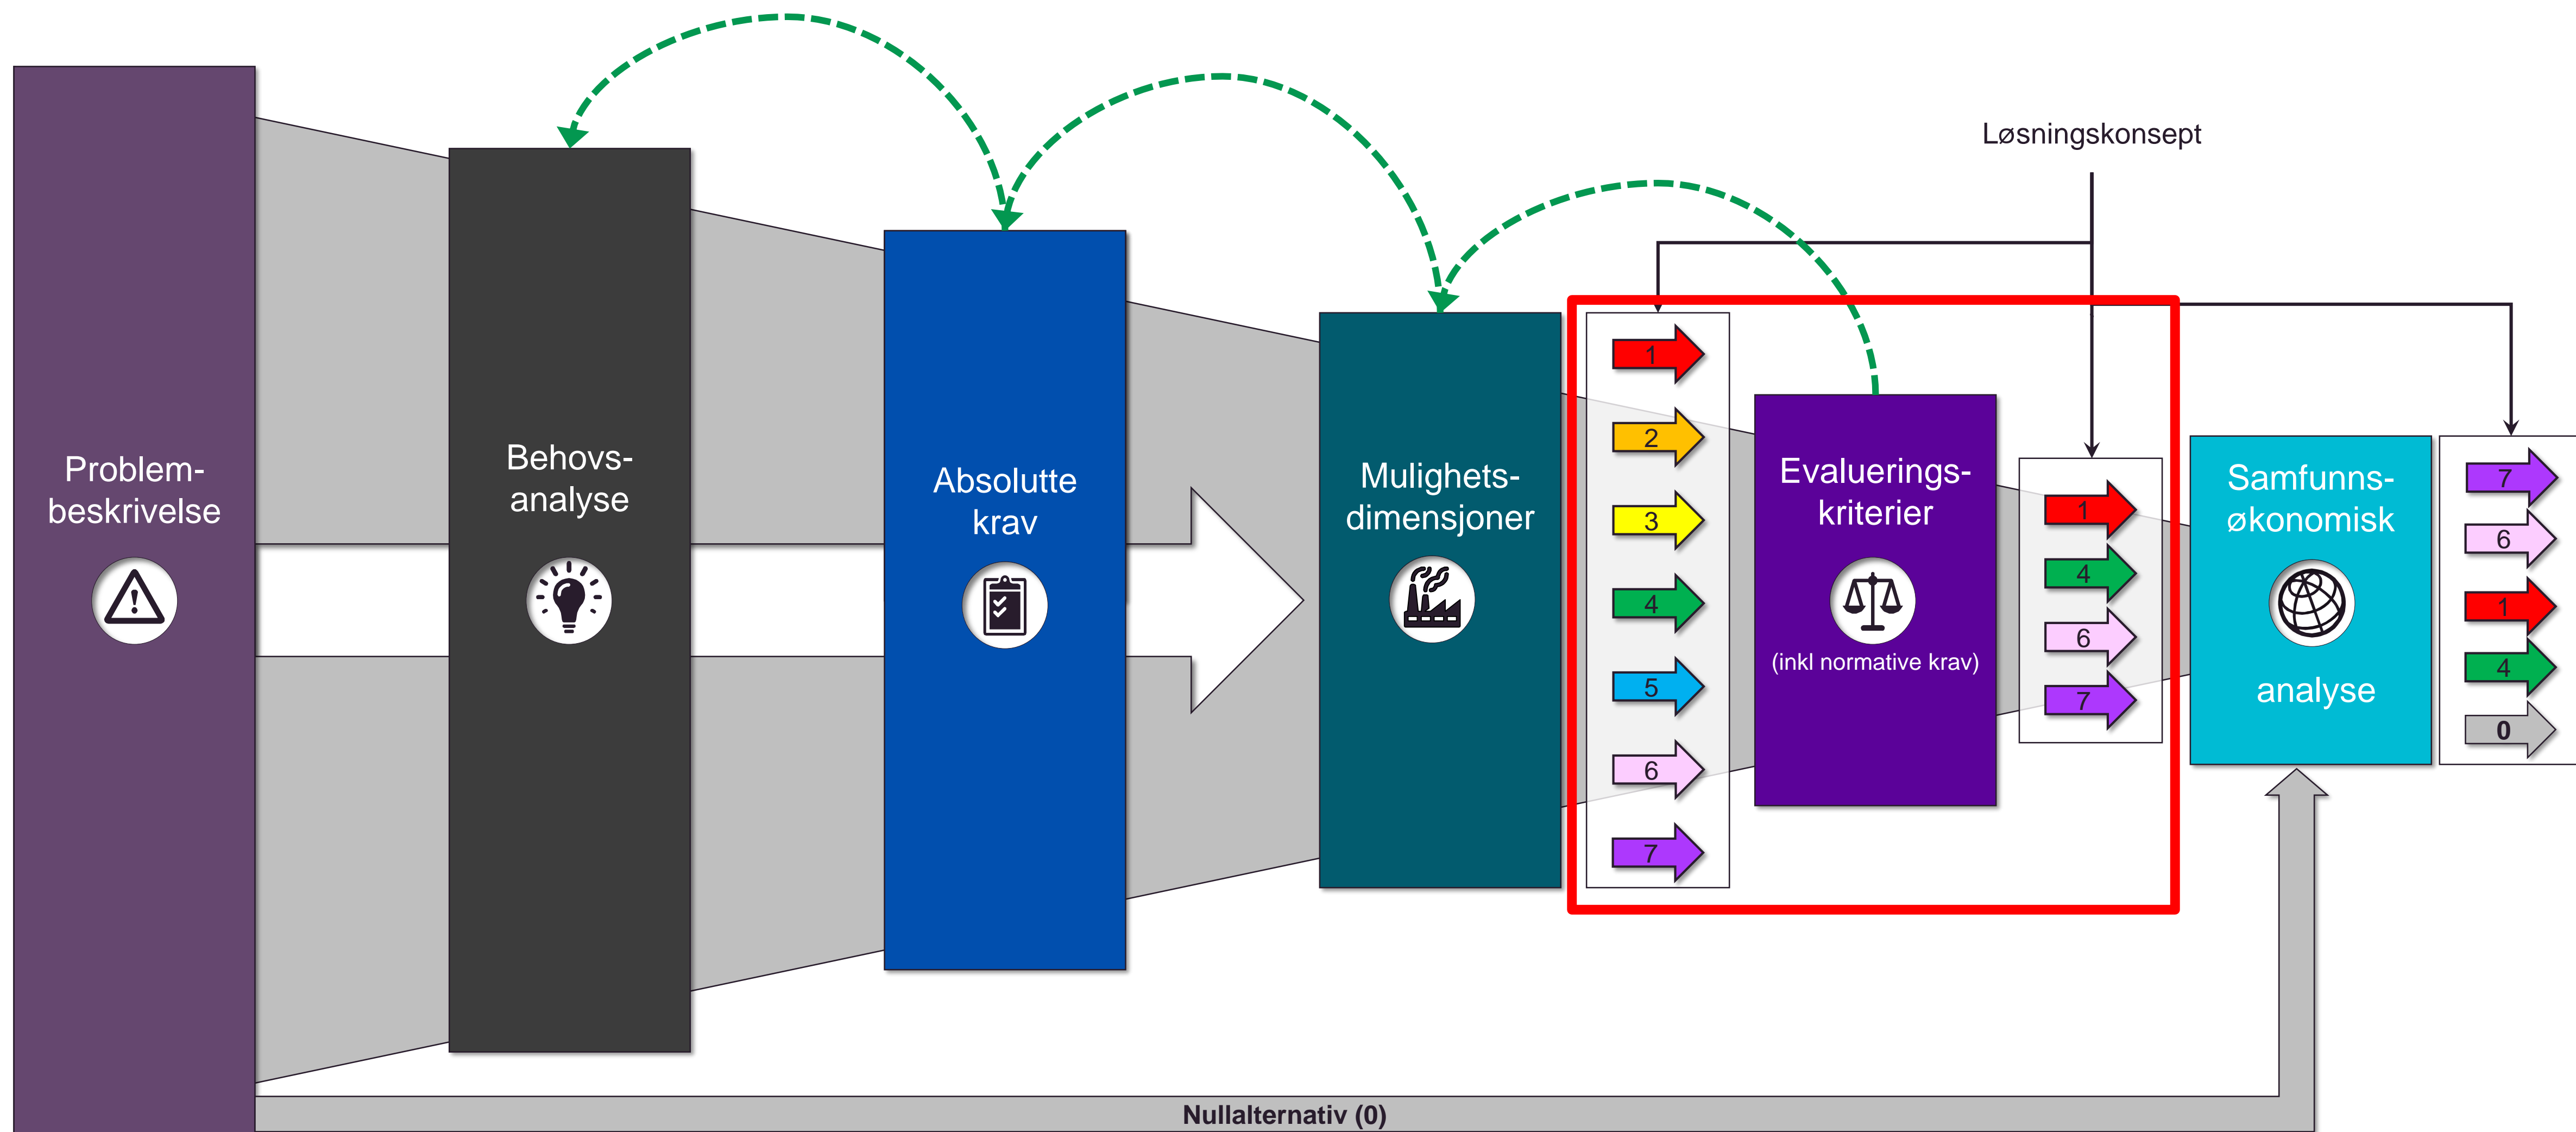 Løsningskonsept
Problem-
beskrivelse
Behovs-
analyse
Absolutte
krav
Mulighets-
dimensjoner
1
2
3
4
5
6
7
Evaluerings-
kriterier
(inkl normative krav)
1
4
6
7
Samfunns-
økonomisk
analyse
7
6
1
4
0
Nullalternativ (0)